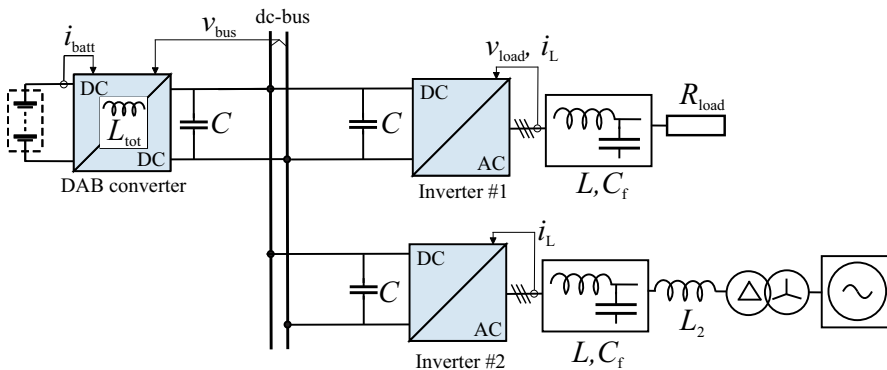 dc-bus
v_bus
i_batt
v_load, i_L
DC
L_tot
DC
DAB converter
C
C
DC
AC
Inverter #1
L, C_f
R_load
i_L
DC
AC
C
Inverter #2
L, C_f
L_2